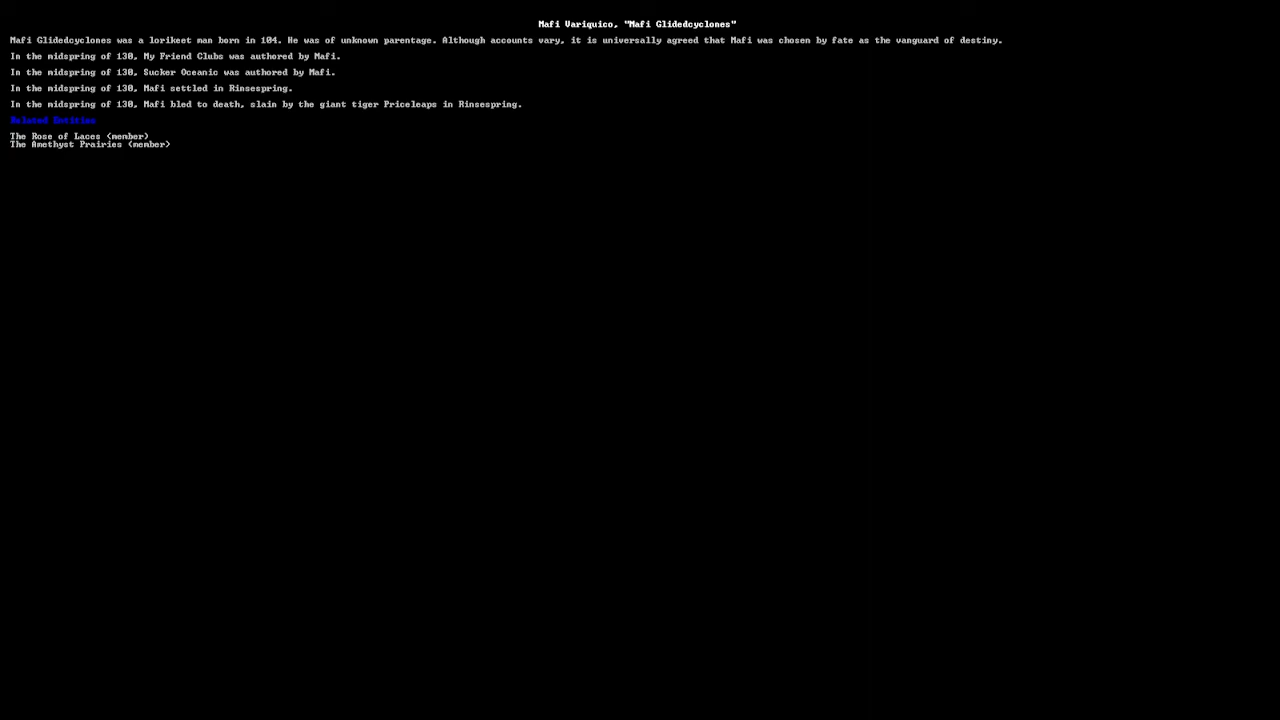 Mafi Variquico, "Mafi Glidedcyclones"
Mafi Glidedcyclones was a lorikeet man born in 104. He was of unknown parentage. Although accounts vary, it is universally agreed that Mafi was chosen by fate as the vanguard of destiny.
In the midspring of 130, My Friend Clubs was authored by Mafi.
In the midspring of 130, Sucker Oceanic was authored by Mafi.
In the midspring of 130, Mafi settled in Rinsespring.
In the midspring of 130, Mafi bled to death, slain by the giant tiger Priceleaps in Rinsespring.
Related Entities
The Rose of Laces (member)
The Amethyst Prairies (member)